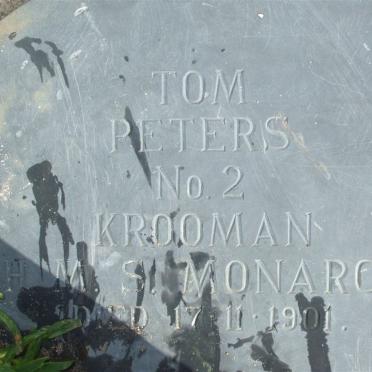 TOM
PETERS
No. 2
KROOMAN
H.M.S. MONARC
DIED 17·11·1901.